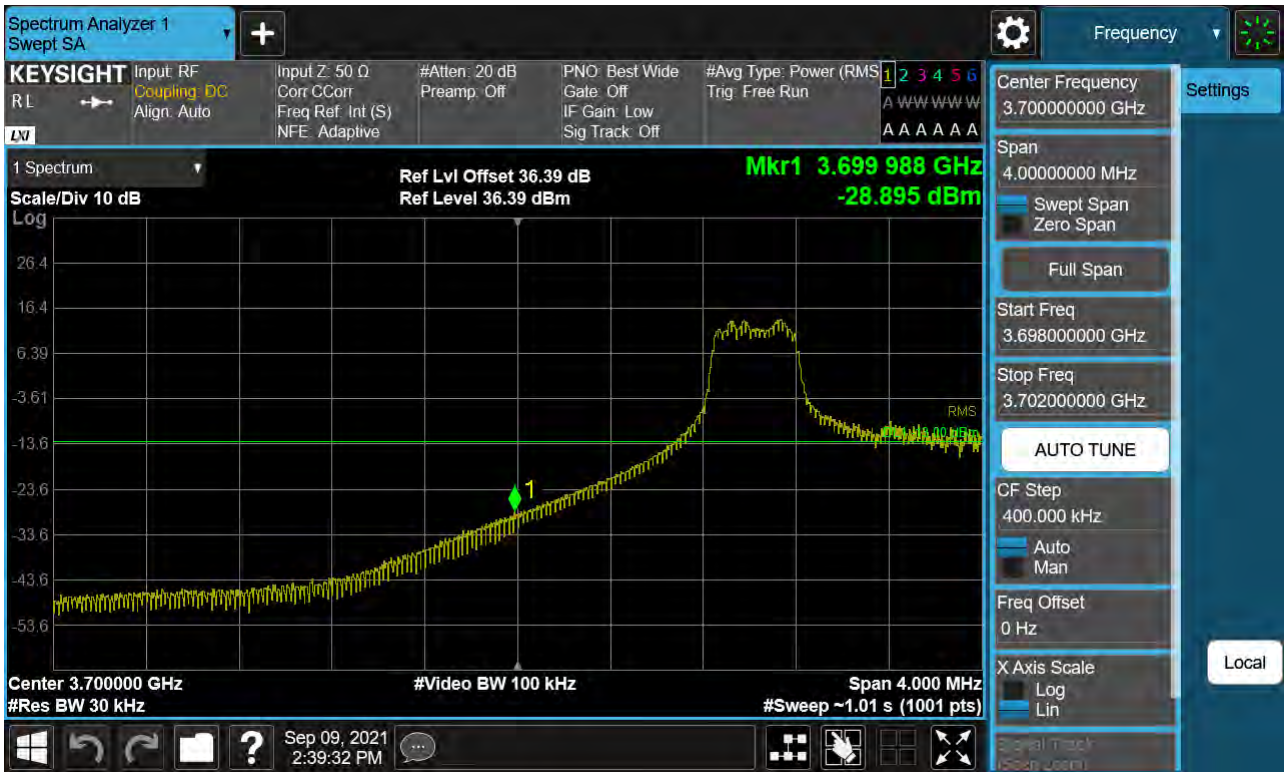 Spectrum Analyzer 1
Swept SA
Frequency
KEYSIGHT
RL
LXI
Input: RF
Coupling: DC
Align: Auto
Input Z: 50 Ω
Corr CCorr
Freq Ref: Int (S)
NFE: Adaptive
#Atten: 20 dB
Preamp: Off
PNO: Best Wide
Gate: Off
IF Gain: Low
Sig Track: Off
#Avg Type: Power (RMS
Trig: Free Run
1 2 3 4 5 6
A W W W W W
A A A A A A
1 Spectrum
Scale/Div 10 dB
Log
Ref Lvl Offset 36.39 dB
Ref Level 36.39 dBm
Mkr1 3.699 988 GHz
-28.895 dBm
26.4
16.4
6.39
-3.61
-13.6
-23.6
-33.6
-43.6
-53.6
1
RMS
Center 3.700000 GHz
#Res BW 30 kHz
#Video BW 100 kHz
Span 4.000 MHz
#Sweep ~1.01 s (1001 pts)
Center Frequency
3.700000000 GHz
Span
4.00000000 MHz
Swept Span
Zero Span
Full Span
Start Freq
3.698000000 GHz
Stop Freq
3.702000000 GHz
AUTO TUNE
CF Step
400.000 kHz
Auto
Man
Freq Offset
0 Hz
X Axis Scale
Log
Lin
Signal Track
(Span Zoom)
Settings
Local
?
Sep 09, 2021
2:39:32 PM